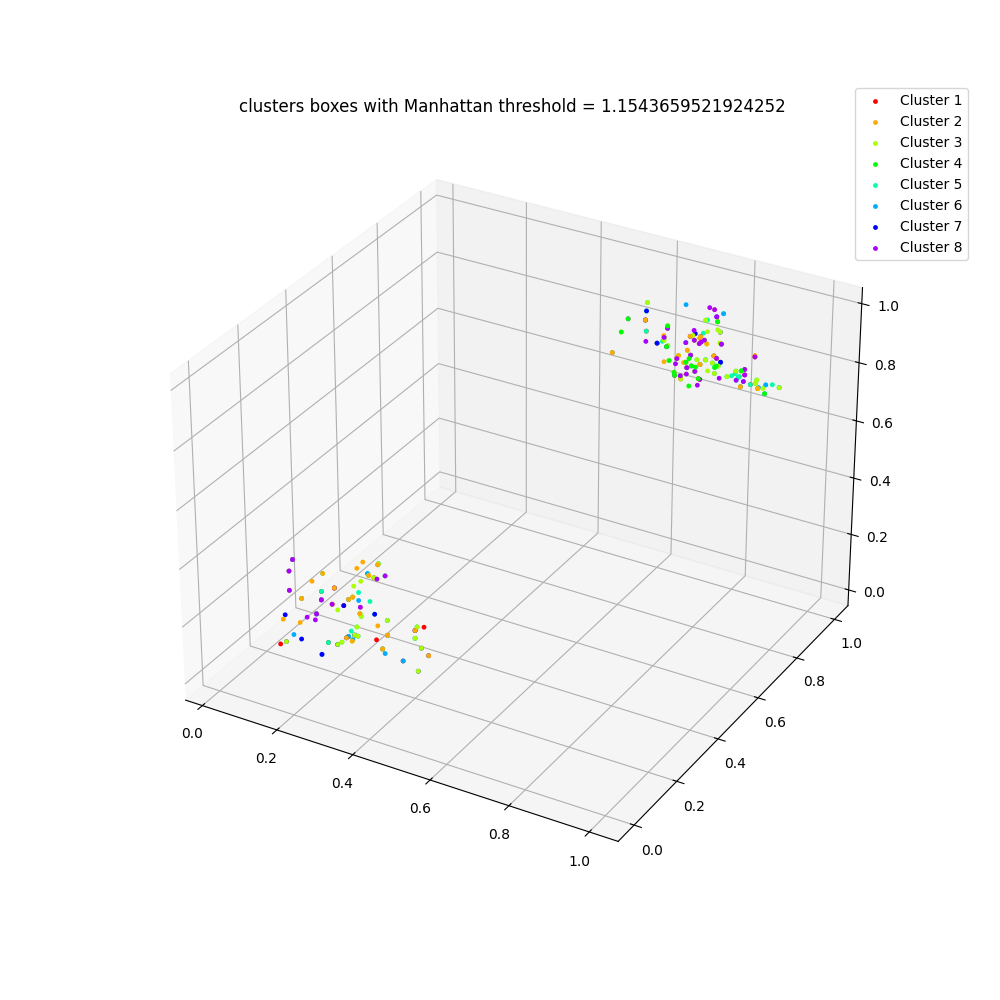 clusters boxes with Manhattan threshold = 1.1543659521924252
Cluster 1
Cluster 2
Cluster 3
Cluster 4
Cluster 5
Cluster 6
Cluster 7
Cluster 8
1.0
0.8
0.6
0.4
0.2
0.0
1.0
0.8
0.6
0.4
0.2
0.0
0.0
0.2
0.4
0.6
0.8
1.0